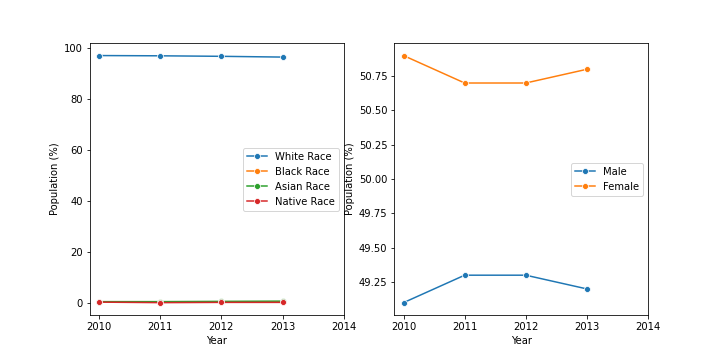 100
80
60
40
20
0
Population (%)
2010 2011 2012 2013 2014
Year
White Race
Black Race
Asian Race
Native Race
50.75
50.50
50.25
50.00
49.75
49.50
49.25
Population (%)
2010 2011 2012 2013 2014
Year
Male
Female